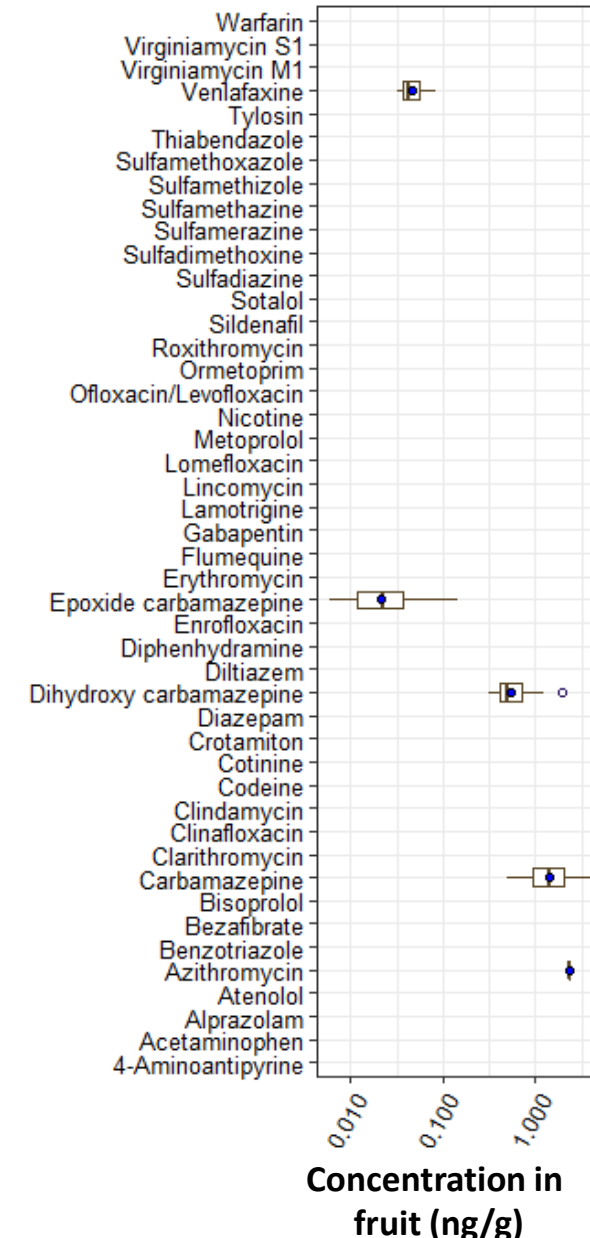 Warfarin
Virginiamycin S1
Virginiamycin M1
Venlafaxine
Tylosin
Thiabendazole
Sulfamethoxazole
Sulfamethizole
Sulfamethazine
Sulfamerazine
Sulfadimethoxine
Sulfadiazine
Sotalol
Sildenafil
Roxithromycin
Ormetoprim
Ofloxacin/Levofloxacin
Nicotine
Metoprolol
Lomefloxacin
Lincomycin
Lamotrigine
Gabapentin
Flumequine
Erythromycin
Epoxide carbamazepine
Enrofloxacin
Diphenhydramine
Diltiazem
Dihydroxy carbamazepine
Diazepam
Crotamiton
Cotinine
Codeine
Clindamycin
Clinafloxacin
Clarithromycin
Carbamazepine
Bisoprolol
Bezafibrate
Benzotriazole
Azithromycin
Atenolol
Alprazolam
Acetaminophen
4-Aminoantipyrine
0.010 0.100 1.000
Concentration in
fruit (ng/g)